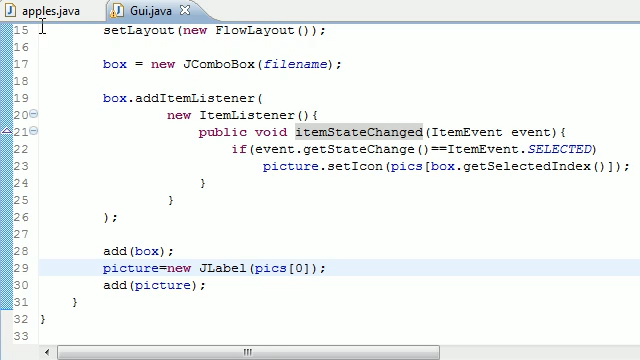 apples.java Gui.java
15 setLayout(new FlowLayout());
16
17 box = new JComboBox(filename);
18
19 box.addItemListener(
20 new ItemListener(){
21 public void itemStateChanged(ItemEvent event){
22 if(event.getStateChange()==ItemEvent.SELECTED)
23 picture.setIcon(pics[box.getSelectedIndex()]);
24 }
25 }
26 );
27
28 add(box);
29 picture=new JLabel(pics[0]);
30 add(picture);
31 }
32 }
33